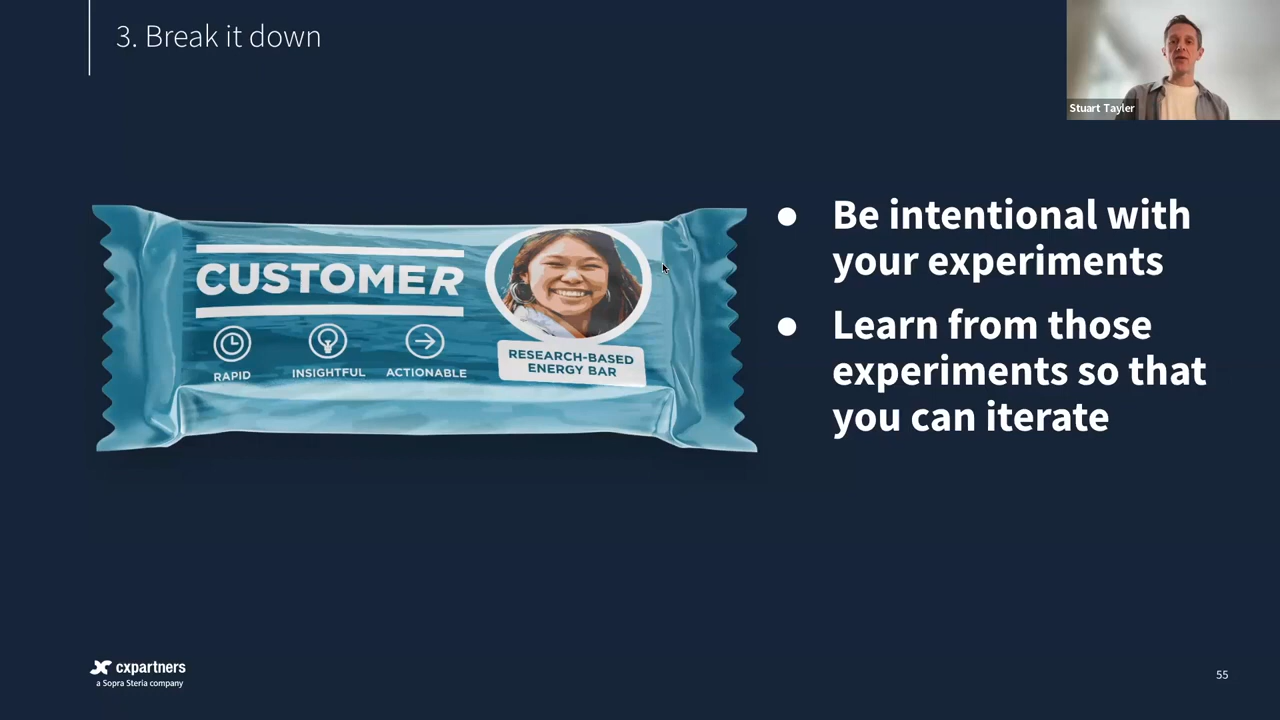 3. Break it down
Stuart Tayler
CUSTOMER
RAPID
INSIGHTFUL
ACTIONABLE
RESEARCH-BASED
ENERGY BAR
● Be intentional with
your experiments
● Learn from those
experiments so that
you can iterate
cxpartners
a Sopra Steria company
55